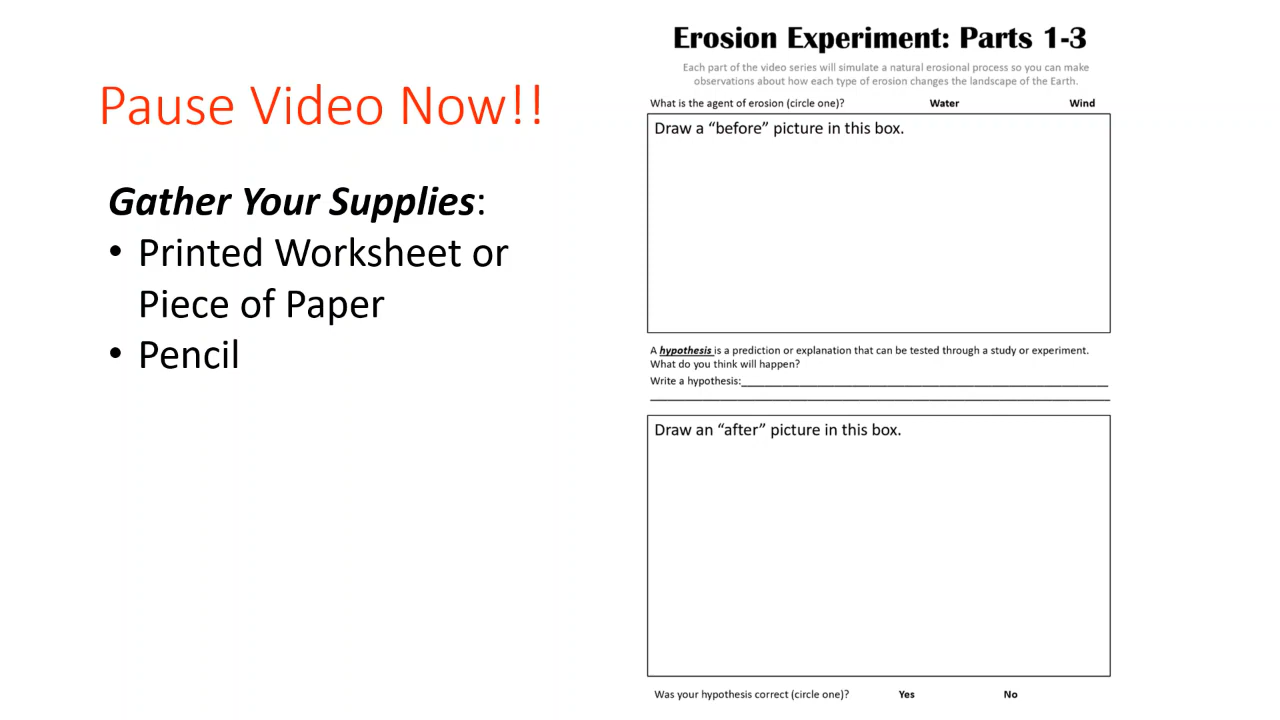 Pause Video Now!!
Gather Your Supplies:
• Printed Worksheet or
Piece of Paper
• Pencil
Erosion Experiment: Parts 1-3
Each part of the video series will simulate a natural erosional process so you can make
observations about how each type of erosion changes the landscape of the Earth.
What is the agent of erosion (circle one)? Water Wind
Draw a “before” picture in this box.
A hypothesis is a prediction or explanation that can be tested through a study or experiment.
What do you think will happen?
Write a hypothesis:
Draw an “after” picture in this box.
Was your hypothesis correct (circle one)? Yes No